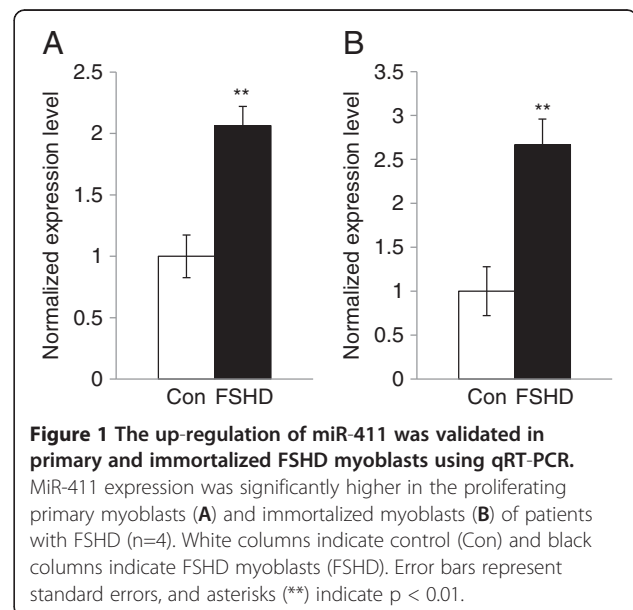 A
B
2.5
2
1.5
1
0.5
0
Normalized expression level
**
Con FSHD
3.5
3
2.5
2
1.5
1
0.5
0
Normalized expression level
**
Con FSHD
Figure 1 The up-regulation of miR-411 was validated in
primary and immortalized FSHD myoblasts using qRT-PCR.
MiR-411 expression was significantly higher in the proliferating
primary myoblasts (A) and immortalized myoblasts (B) of patients
with FSHD (n=4). White columns indicate control (Con) and black
columns indicate FSHD myoblasts (FSHD). Error bars represent
standard errors, and asterisks (**) indicate p < 0.01.